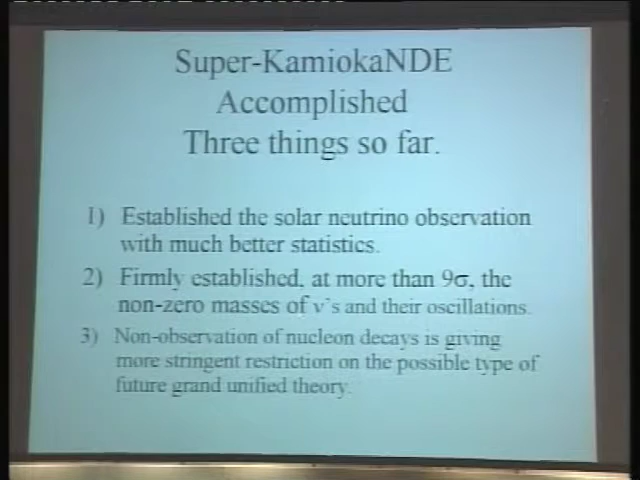 Super-KamiokaNDE
Accomplished
Three things so far.
1) Established the solar neutrino observation
with much better statistics.
2) Firmly established, at more than 9σ, the
non-zero masses of ν's and their oscillations.
3) Non-observation of nucleon decays is giving
more stringent restriction on the possible type of
future grand unified theory.